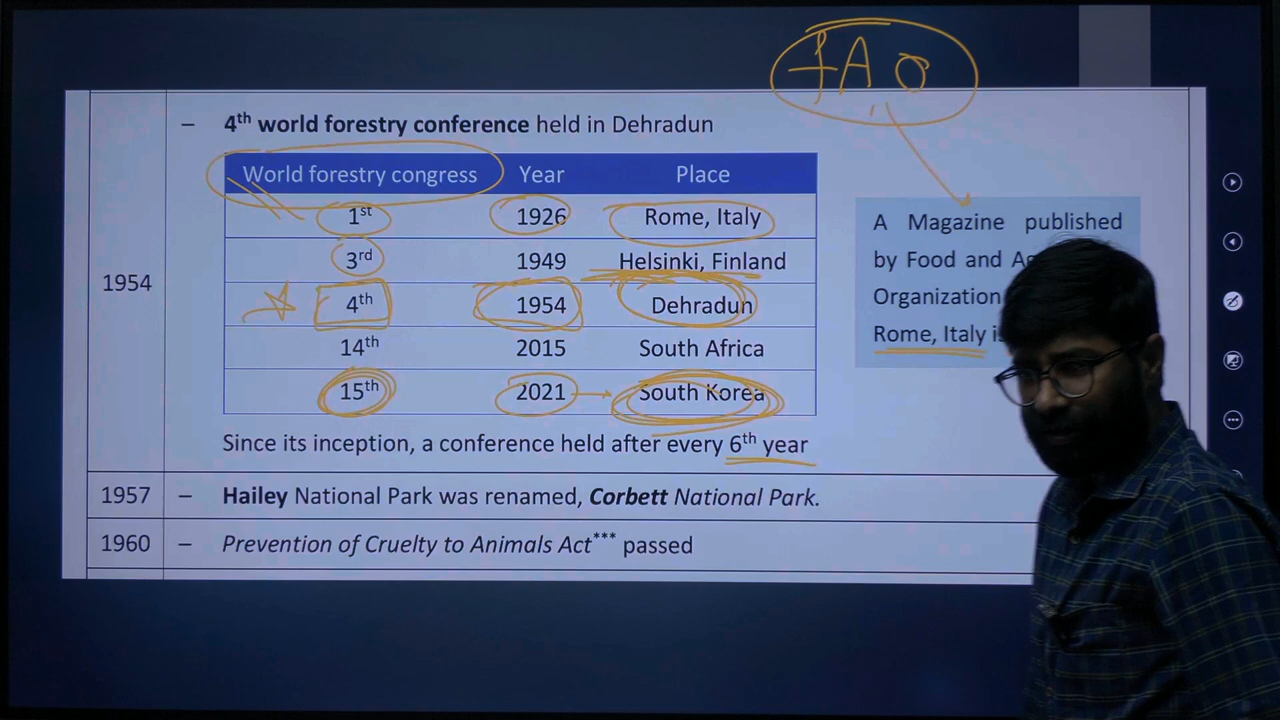 fAo
– 4th world forestry conference held in Dehradun
World forestry congress Year Place
1st 1926 Rome, Italy
3rd 1949 Helsinki, Finland
1954 4th 1954 Dehradun
14th 2015 South Africa
15th 2021 South Korea
Since its inception, a conference held after every 6th year
A Magazine published
by Food and
Organization
Rome, Italy
1957 – Hailey National Park was renamed, Corbett National Park.
1960 – Prevention of Cruelty to Animals Act*** passed